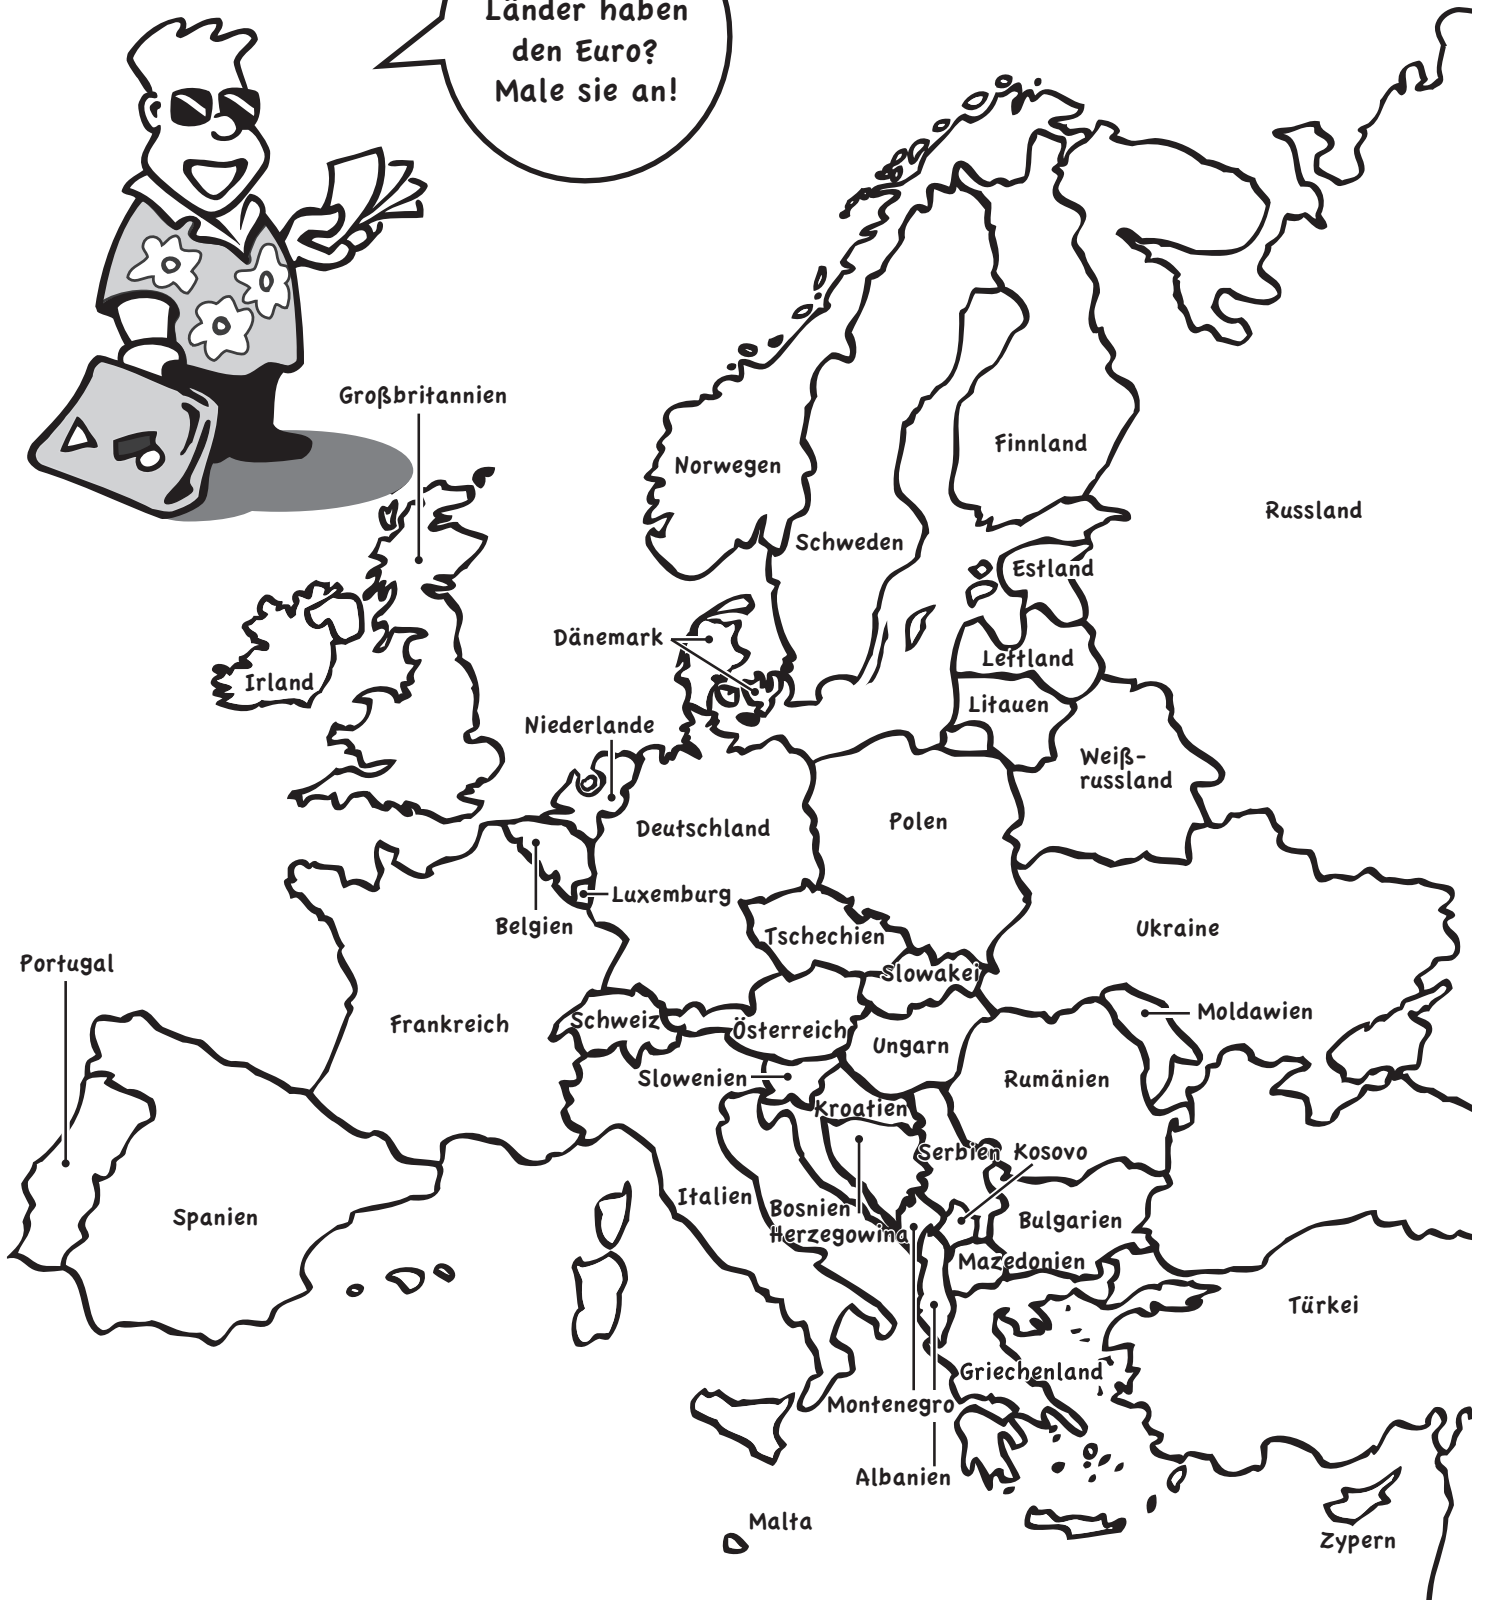 Länder haben
den Euro?
Male sie an!
Großbritannien
Norwegen
Finnland
Russland
Schweden
Estland
Dänemark
Lettland
Irland
Litauen
Niederlande
Weiß-
russland
Deutschland
Polen
Luxemburg
Belgien
Tschechien
Ukraine
Portugal
Slowakei
Frankreich
Schweiz
Österreich
Ungarn
Moldawien
Slowenien
Rumänien
Kroatien
Serbien
Kosovo
Spanien
Italien
Bosnien
Herzegowina
Bulgarien
Mazedonien
Türkei
Griechenland
Montenegro
Albanien
Malta
Zypern